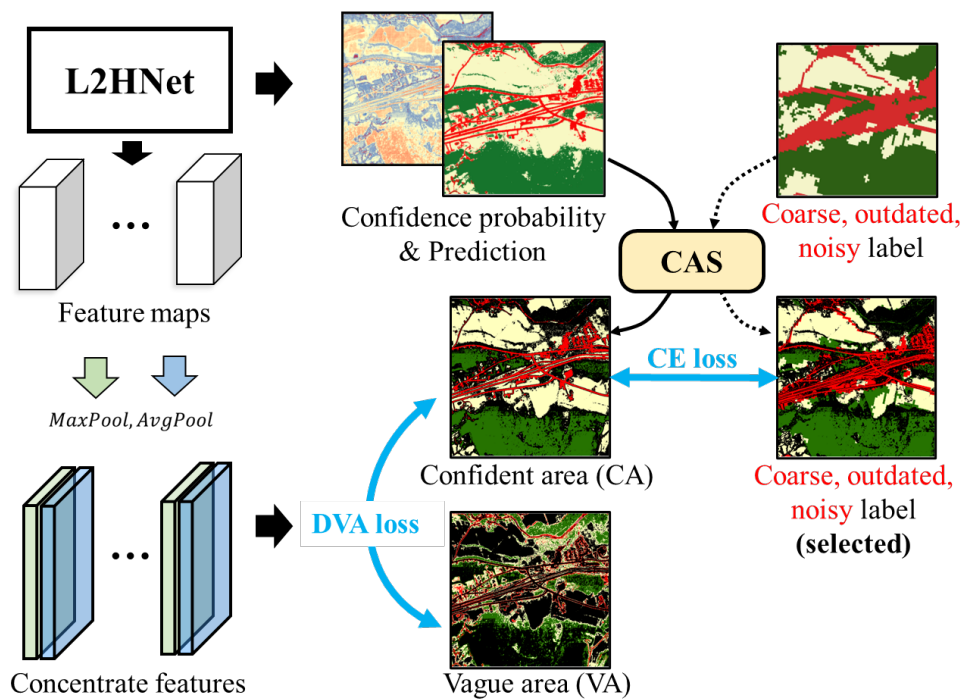 L2HNet
Confidence probability
& Prediction
Coarse, outdated,
noisy label
CAS
Feature maps
MaxPool, AvgPool
CE loss
Confident area (CA)
Coarse, outdated,
noisy label
(selected)
DVA loss
Concentrate features
Vague area (VA)